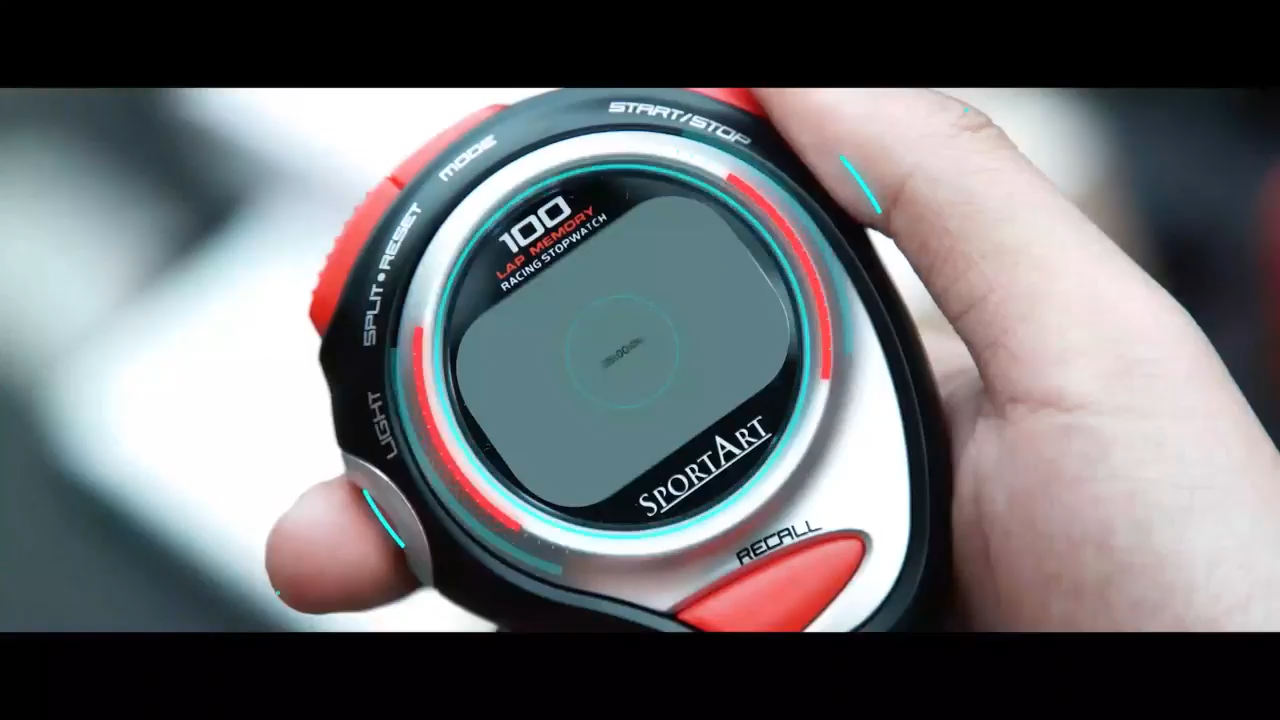 START/STOP
MODE
SPLIT•RESET
LIGHT
100
LAP MEMORY
RACING STOPWATCH
SPORTART
RECALL